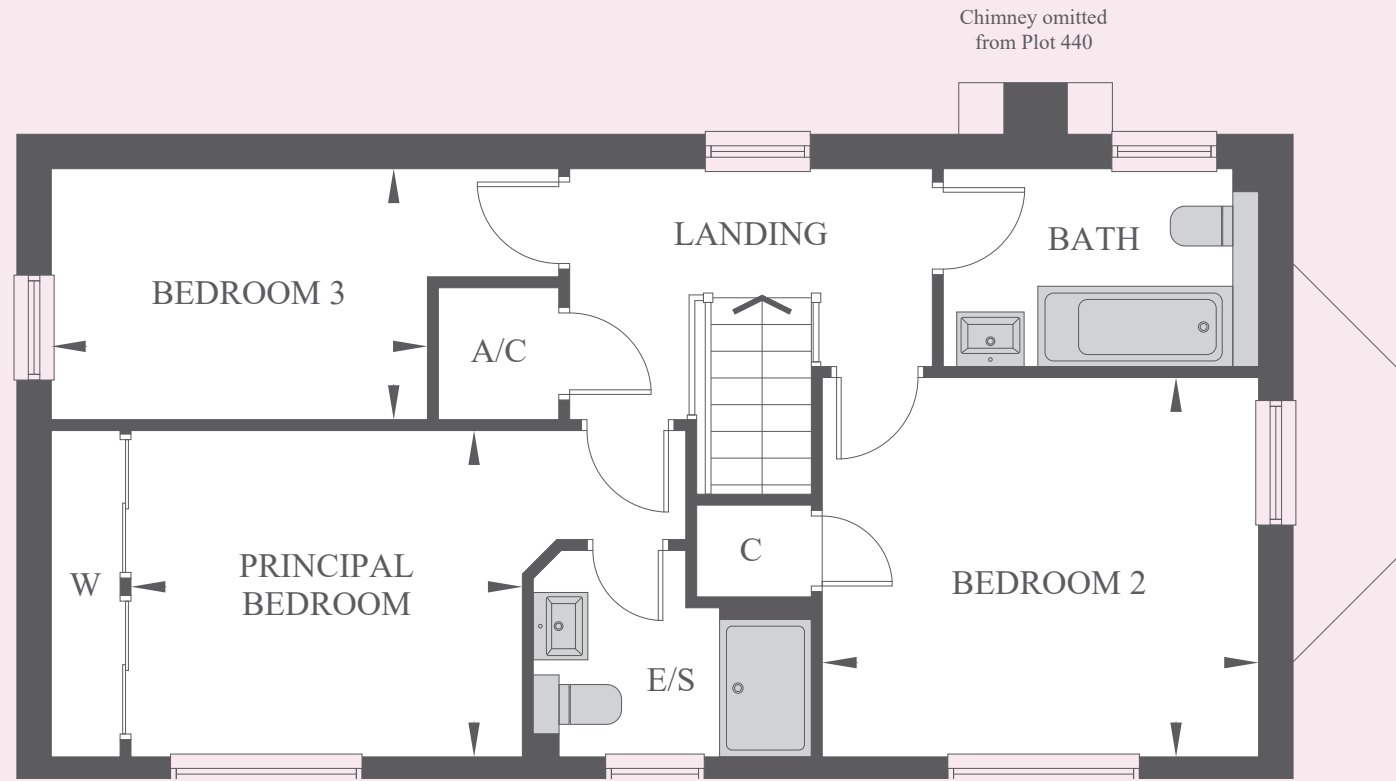 Chimney omitted
from Plot 440
LANDING
BATH
BEDROOM 3
A/C
C
W
PRINCIPAL
BEDROOM
BEDROOM 2
E/S